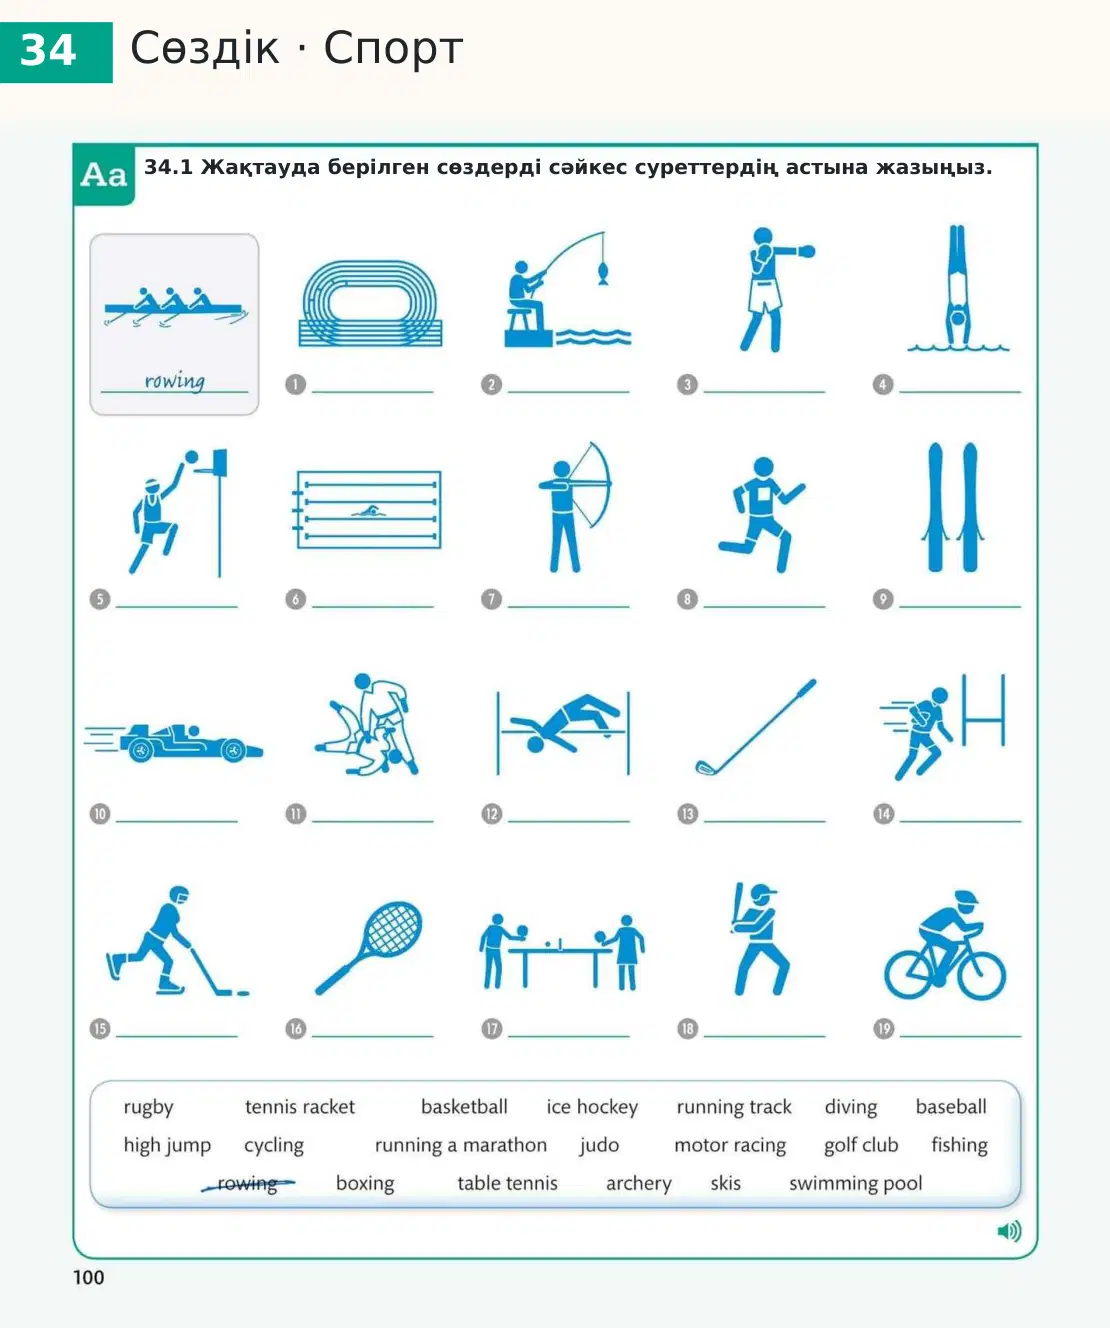 34 Сөздік · Спорт
Aa 34.1 Жақтауда берілген сөздерді сәйкес суреттердің астына жазыңыз.
rowing 1 2 3 4
5 6 7 8 9
10 11 12 13 14
15 16 17 18 19
rugby tennis racket basketball ice hockey running track diving baseball
high jump cycling running a marathon judo motor racing golf club fishing
rowing boxing table tennis archery skis swimming pool
100